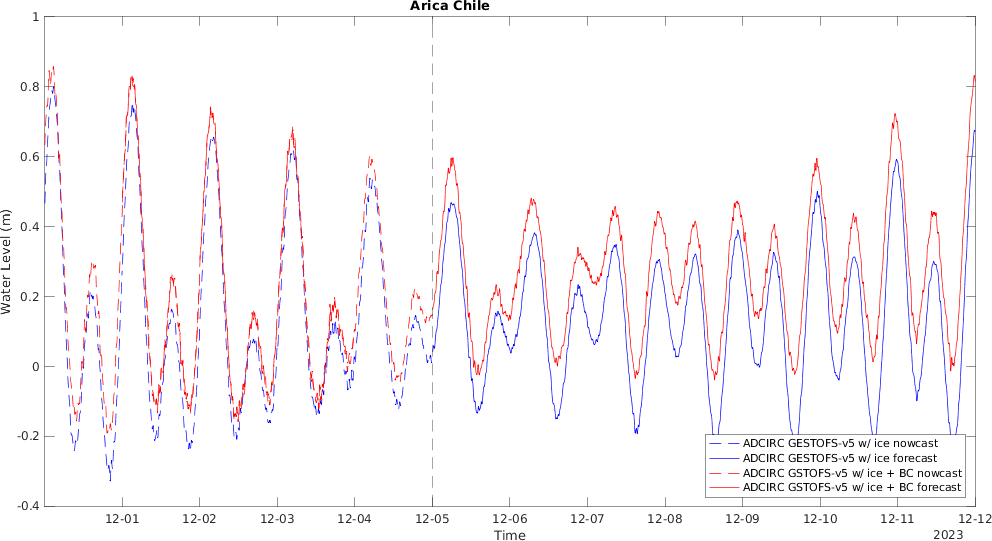 Arica Chile
Water Level (m)
1
0.8
0.6
0.4
0.2
0
-0.2
-0.4
ADCIRC GESTOFS-v5 w/ ice nowcast
ADCIRC GESTOFS-v5 w/ ice forecast
ADCIRC GSTOFS-v5 w/ ice + BC nowcast
ADCIRC GSTOFS-v5 w/ ice + BC forecast
12-01 12-02 12-03 12-04 12-05 12-06 12-07 12-08 12-09 12-10 12-11 12-12
Time
2023